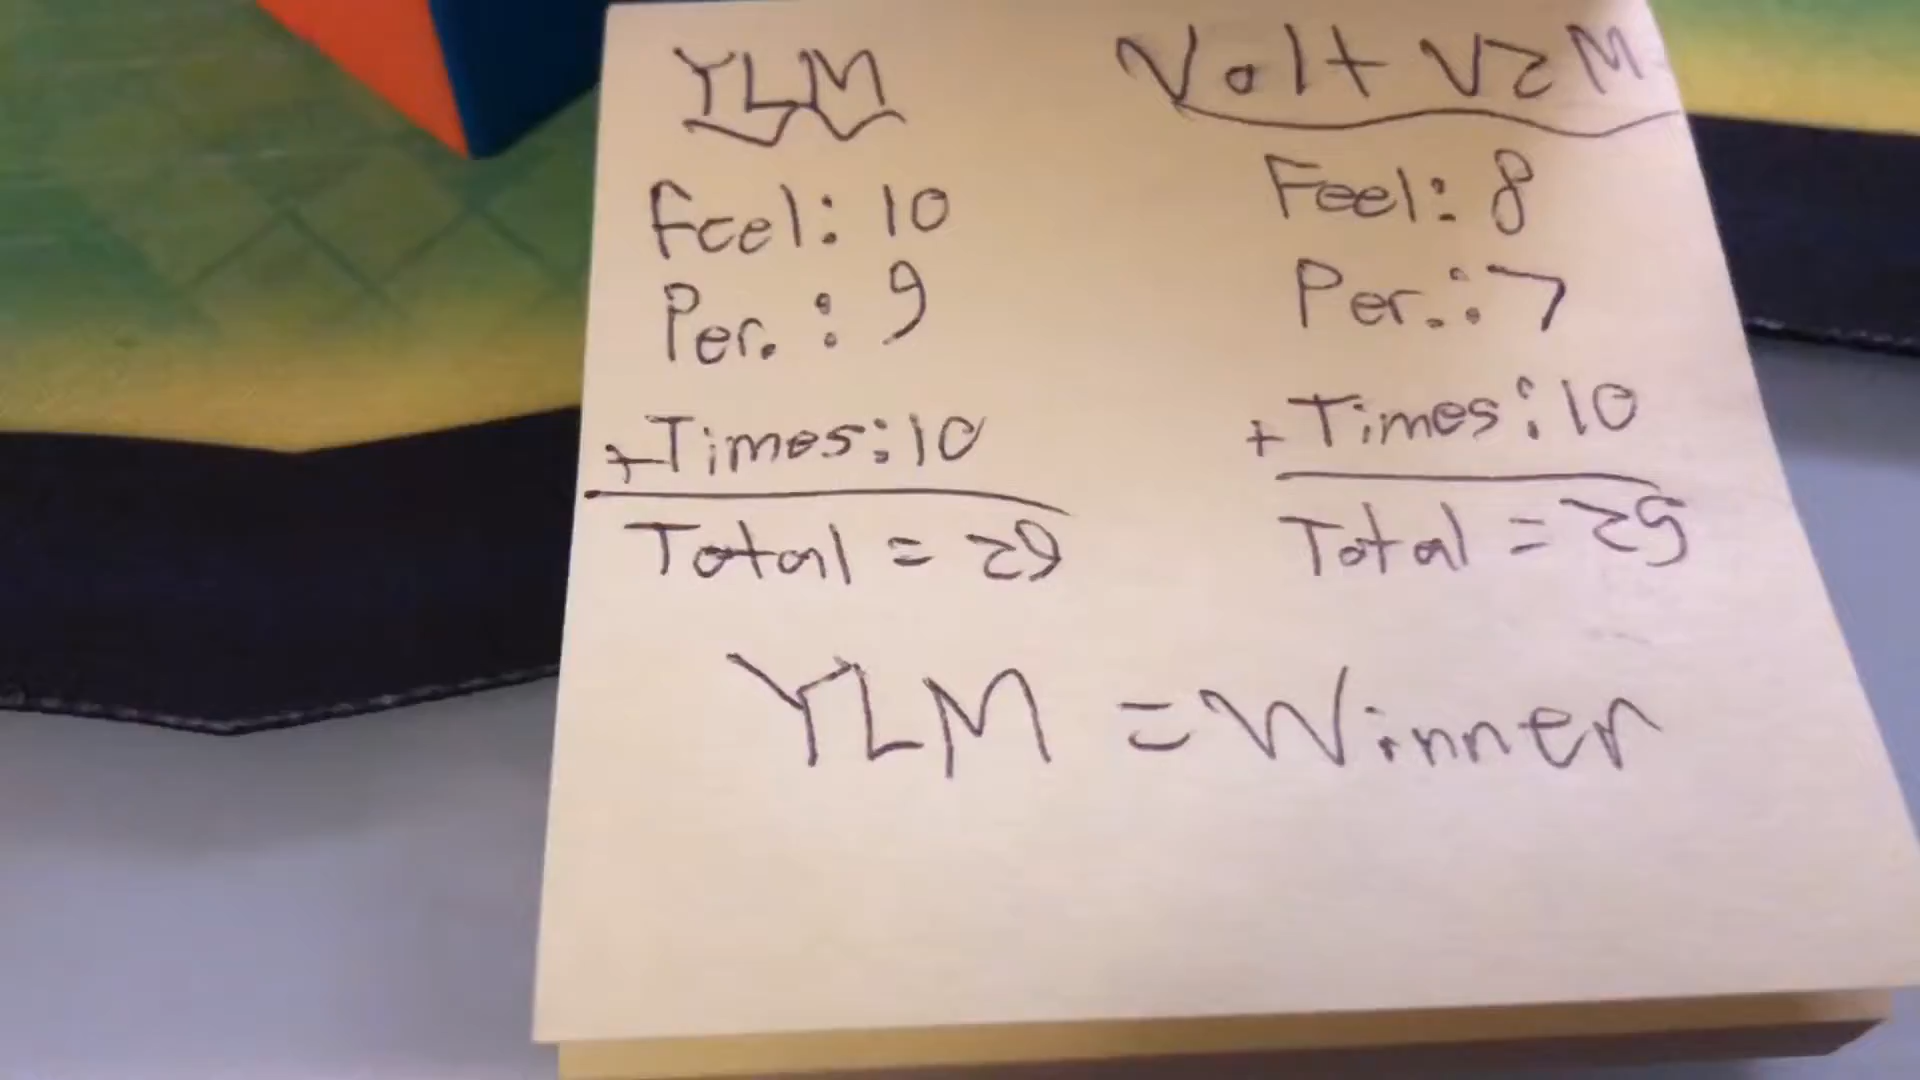 YLM
Feel: 10
Per. : 9
+Times: 10
Total = 29
Volt V2 M
Feel: 8
Per. : 7
+ Times: 10
Total = 25
YLM = Winner